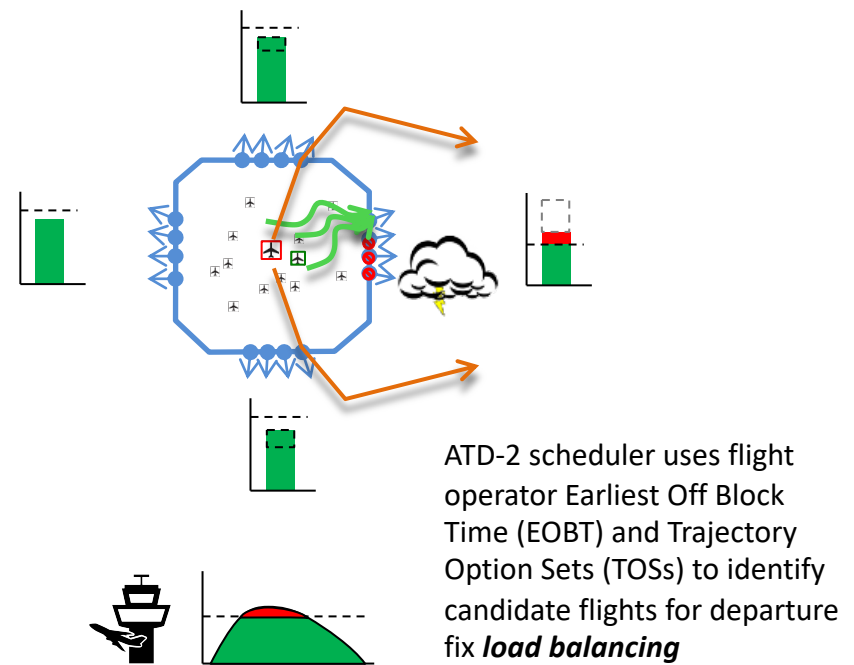 ATD-2 scheduler uses flight
operator Earliest Off Block
Time (EOBT) and Trajectory
Option Sets (TOSs) to identify
candidate flights for departure
fix load balancing